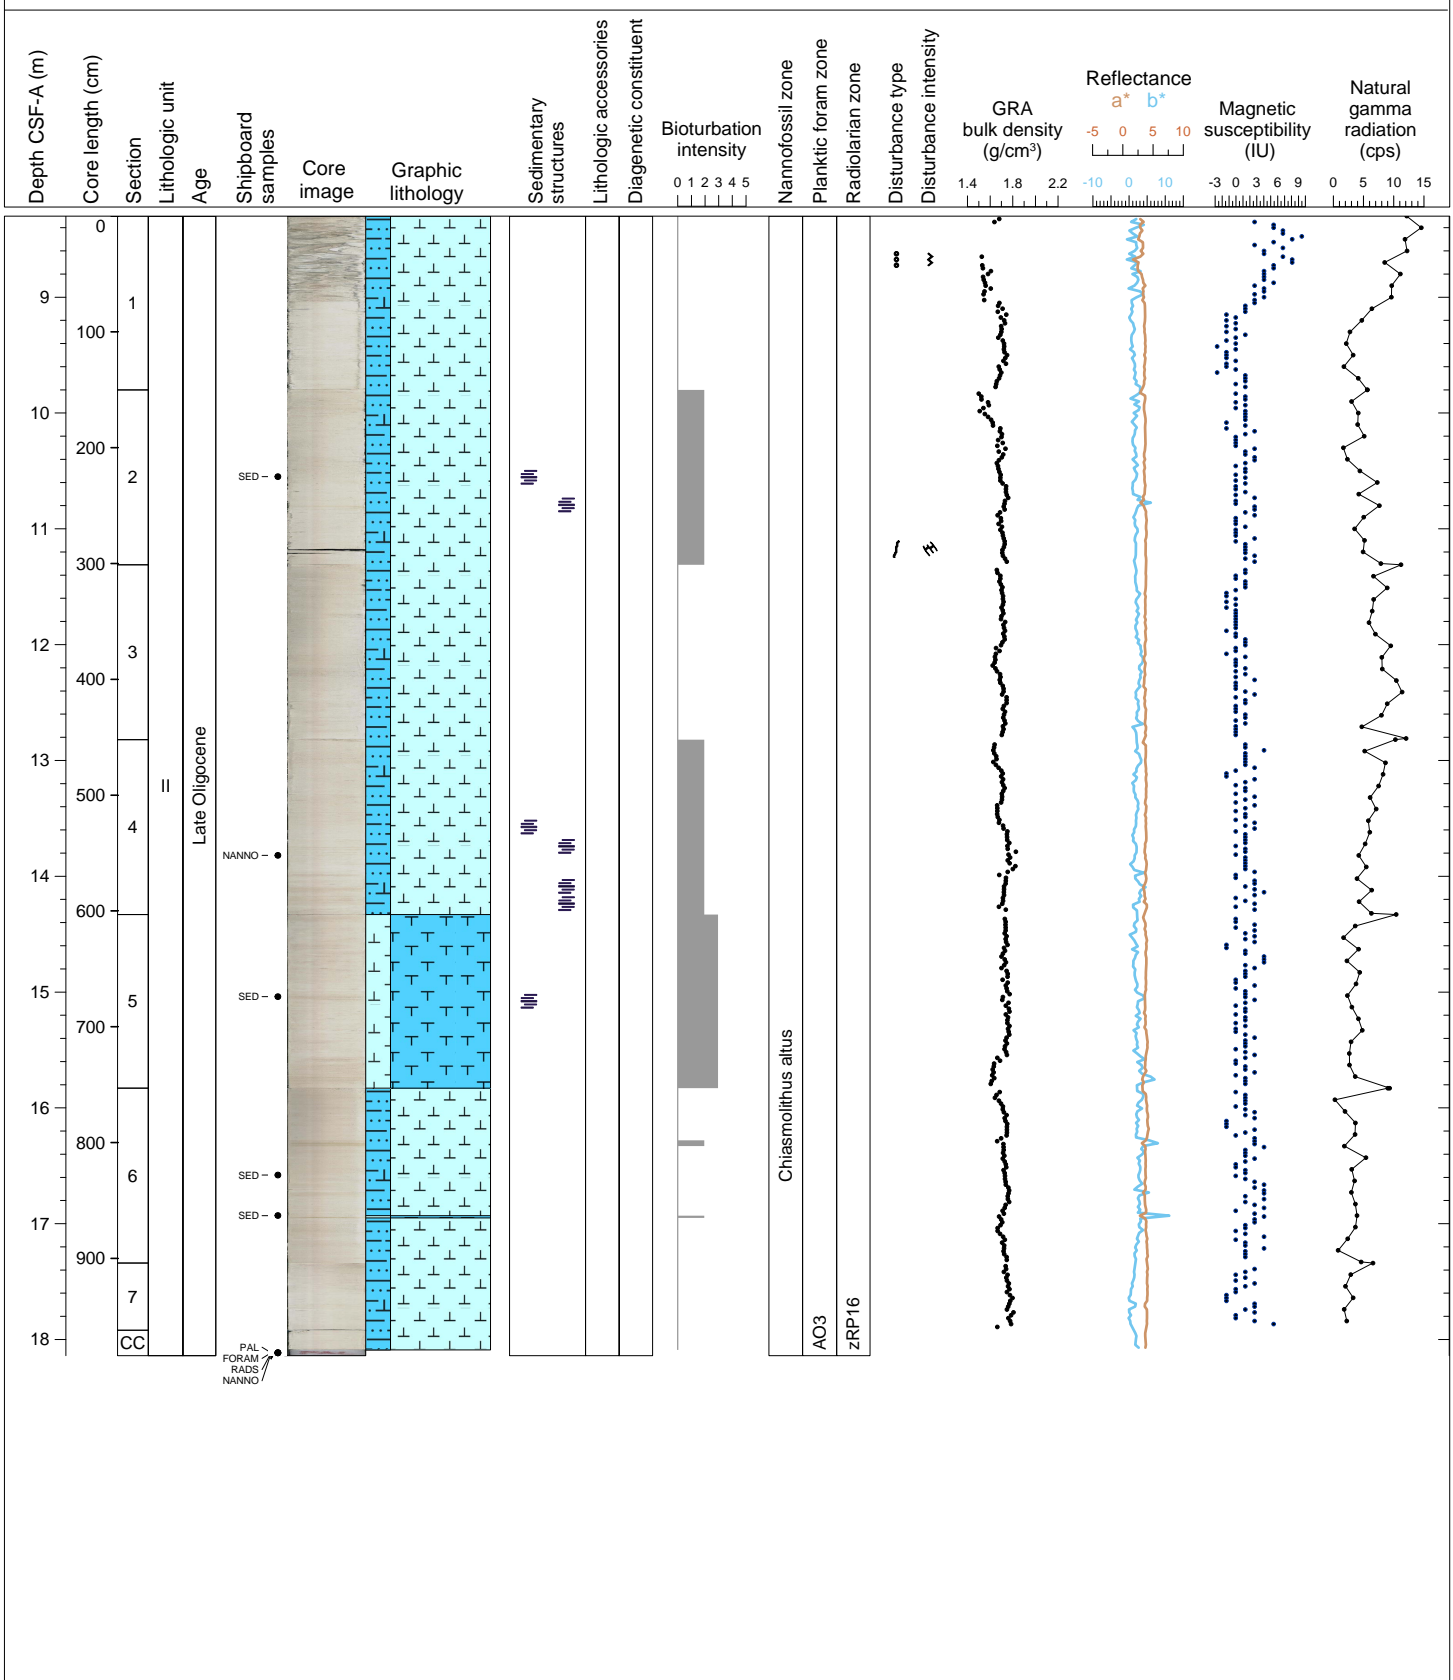 Depth CSF-A (m)
Core length (cm)
Section
Lithologic unit
Age
Shipboard
samples
Core
image
Graphic
lithology
Sedimentary
structures
Lithologic accessories
Diagenetic constituent
Bioturbation
intensity
0 1 2 3 4 5
Nannofossil zone
Planktic foram zone
Radiolarian zone
Disturbance type
Disturbance intensity
GRA
bulk density
(g/cm³)
1.4 1.8 2.2
Reflectance
a* b*
-5 0 5 10
-10 0 10
Magnetic
susceptibility
(IU)
-3 0 3 6 9
Natural
gamma
radiation
(cps)
0 5 10 15
0
9
1
100
10
200
2
SED
11
300
12
3
400
13
II
Late Oligocene
500
4
NANNO
14
600
15
5
SED
700
Chiasmolithus altus
16
800
6
SED
17
SED
900
7
AO3
zRP16
18
CC
PAL
FORAM
RADS
NANNO